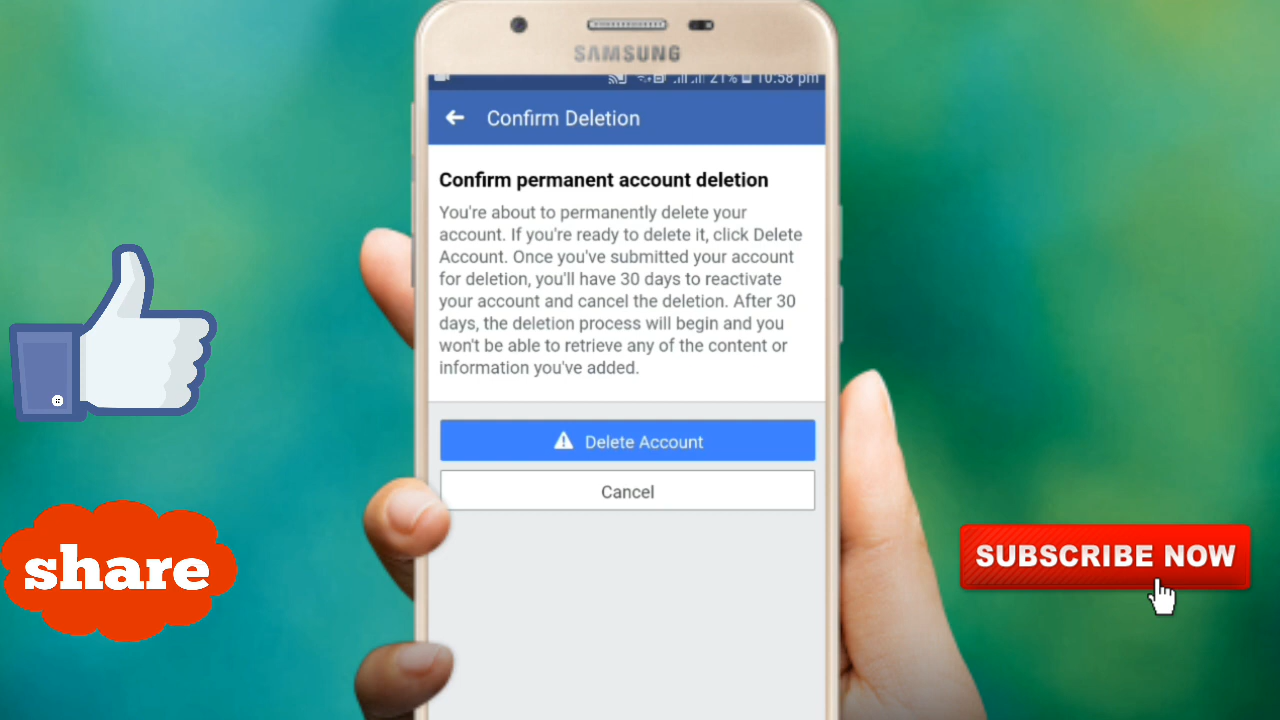 SAMSUNG
21% 10:58 pm
Confirm Deletion
Confirm permanent account deletion
You're about to permanently delete your
account. If you're ready to delete it, click Delete
Account. Once you've submitted your account
for deletion, you'll have 30 days to reactivate
your account and cancel the deletion. After 30
days, the deletion process will begin and you
won't be able to retrieve any of the content or
information you've added.
Delete Account
Cancel
share
SUBSCRIBE NOW